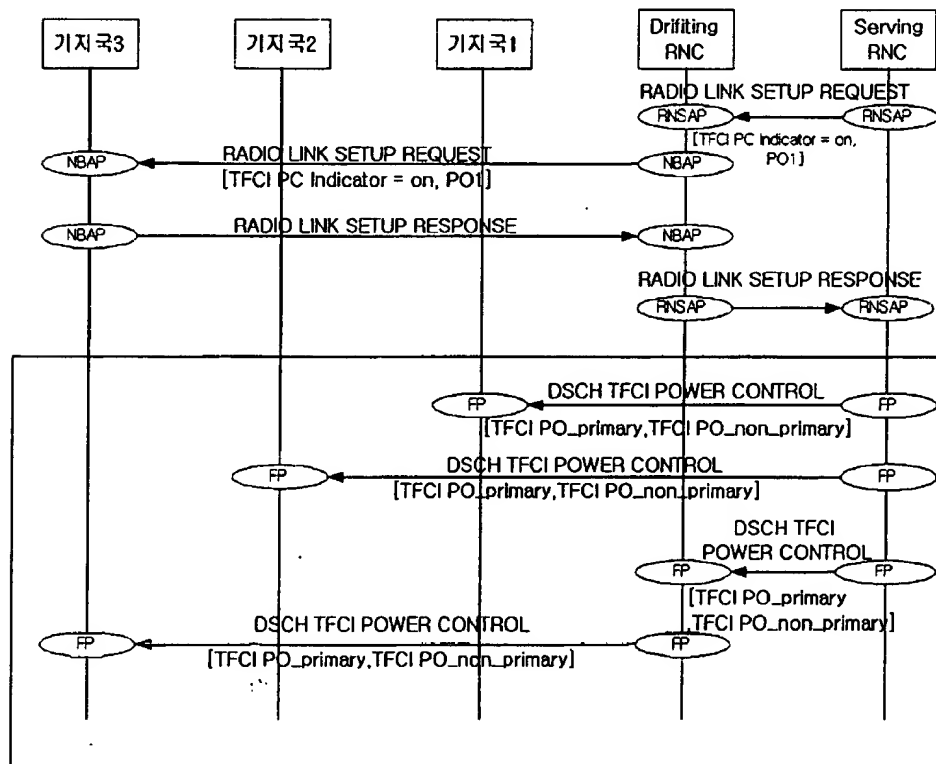 기지국3
기지국2
기지국1
Drifiting
RNC
Serving
RNC
RADIO LINK SETUP REQUEST
RNSAP
RNSAP
[TFCI PC Indicator = on,
PO1]
RADIO LINK SETUP REQUEST
NBAP
NBAP
[TFCI PC Indicator = on, PO1]
NBAP
RADIO LINK SETUP RESPONSE
NBAP
RADIO LINK SETUP RESPONSE
RNSAP
RNSAP
DSCH TFCI POWER CONTROL
FP
FP
[TFCI PO_primary,TFCI PO_non_primary]
DSCH TFCI POWER CONTROL
FP
FP
[TFCI PO_primary,TFCI PO_non_primary]
DSCH TFCI
POWER CONTROL
FP
FP
[TFCI PO_primary
,TFCI PO_non_primary]
DSCH TFCI POWER CONTROL
FP
FP
[TFCI PO_primary,TFCI PO_non_primary]